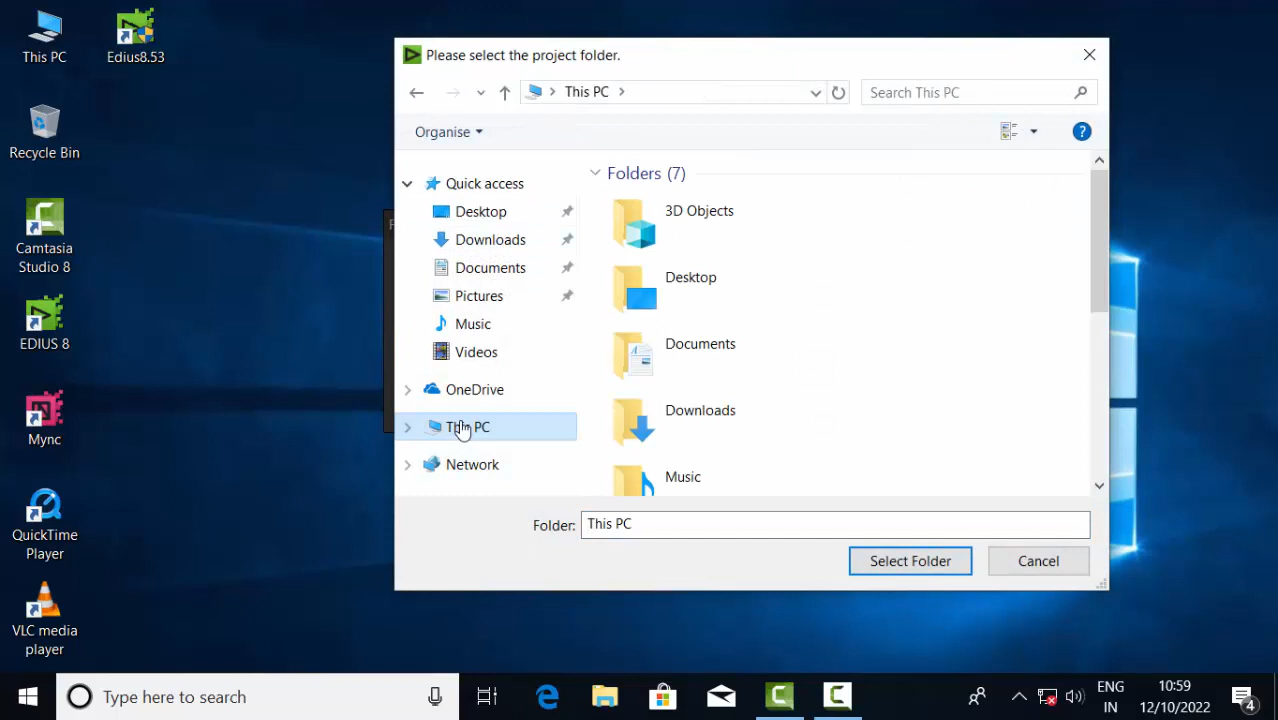 This PC
Edius8.53
Recycle Bin
Camtasia
Studio 8
EDIUS 8
Mync
QuickTime
Player
VLC media
player
Please select the project folder.
This PC
Search This PC
Organise
Quick access
Desktop
Downloads
Documents
Pictures
Music
Videos
OneDrive
This PC
Network
Folders (7)
3D Objects
Desktop
Documents
Downloads
Music
Folder: This PC
Select Folder
Cancel
Type here to search
ENG
IN
10:59
12/10/2022
4